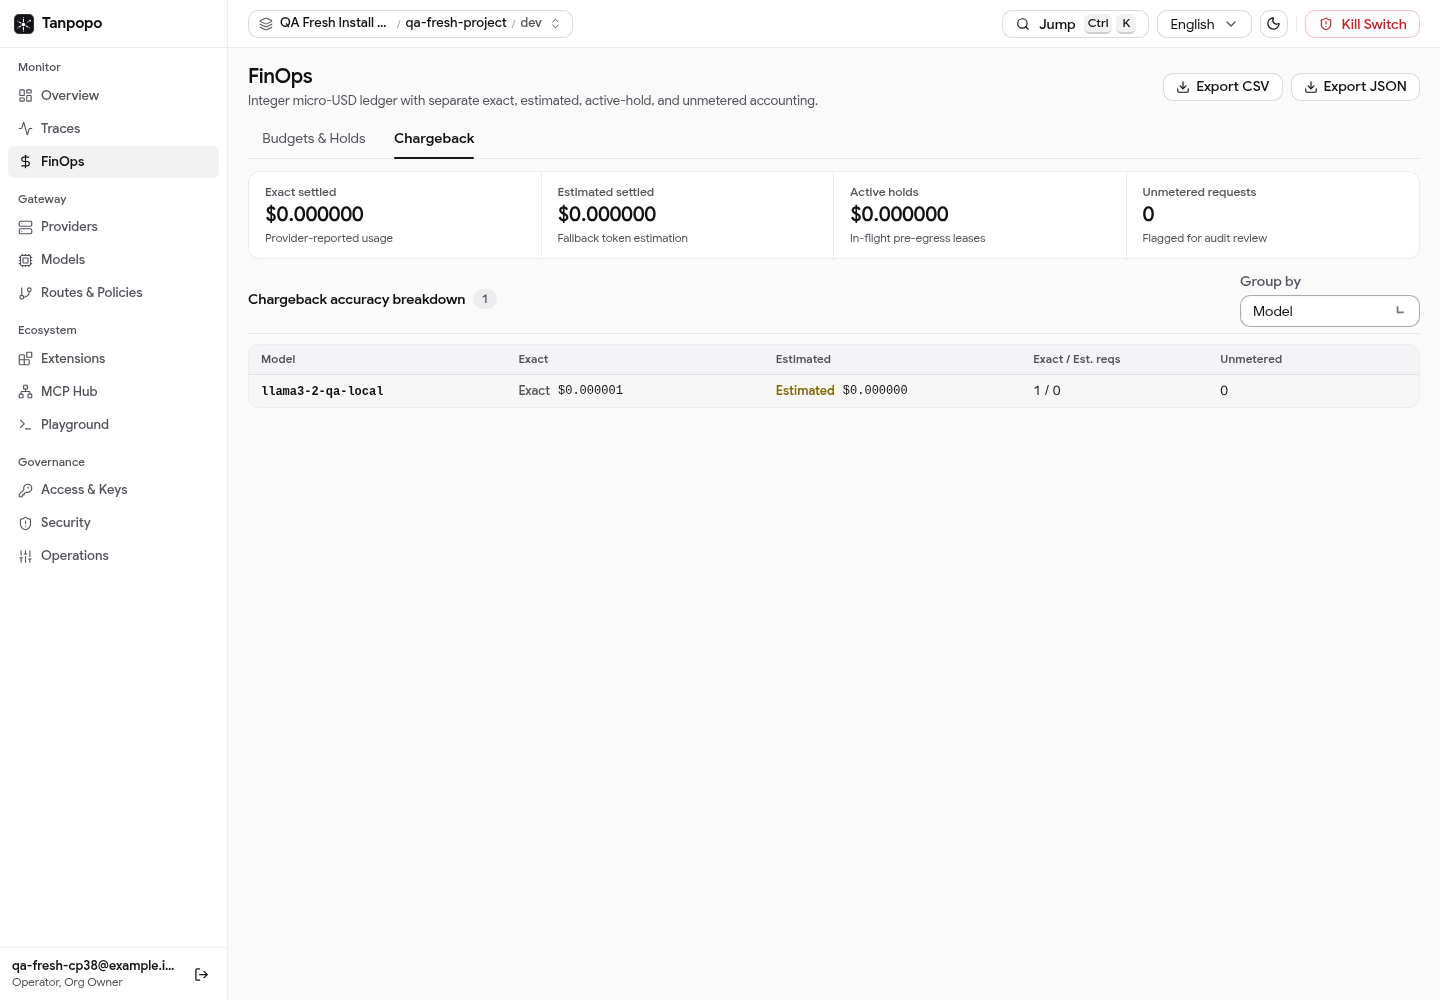 Tanpopo
QA Fresh Install ... / qa-fresh-project / dev
Jump Ctrl K
English
Kill Switch
Monitor
Overview
Traces
FinOps
Gateway
Providers
Models
Routes & Policies
Ecosystem
Extensions
MCP Hub
Playground
Governance
Access & Keys
Security
Operations
qa-fresh-cp38@example.i...
Operator, Org Owner
FinOps
Integer micro-USD ledger with separate exact, estimated, active-hold, and unmetered accounting.
Export CSV
Export JSON
Budgets & Holds
Chargeback
Exact settled
$0.000000
Provider-reported usage
Estimated settled
$0.000000
Fallback token estimation
Active holds
$0.000000
In-flight pre-egress leases
Unmetered requests
0
Flagged for audit review
Chargeback accuracy breakdown 1
Group by
Model
Model Exact Estimated Exact / Est. reqs Unmetered
llama3-2-qa-local Exact $0.000001 Estimated $0.000000 1 / 0 0